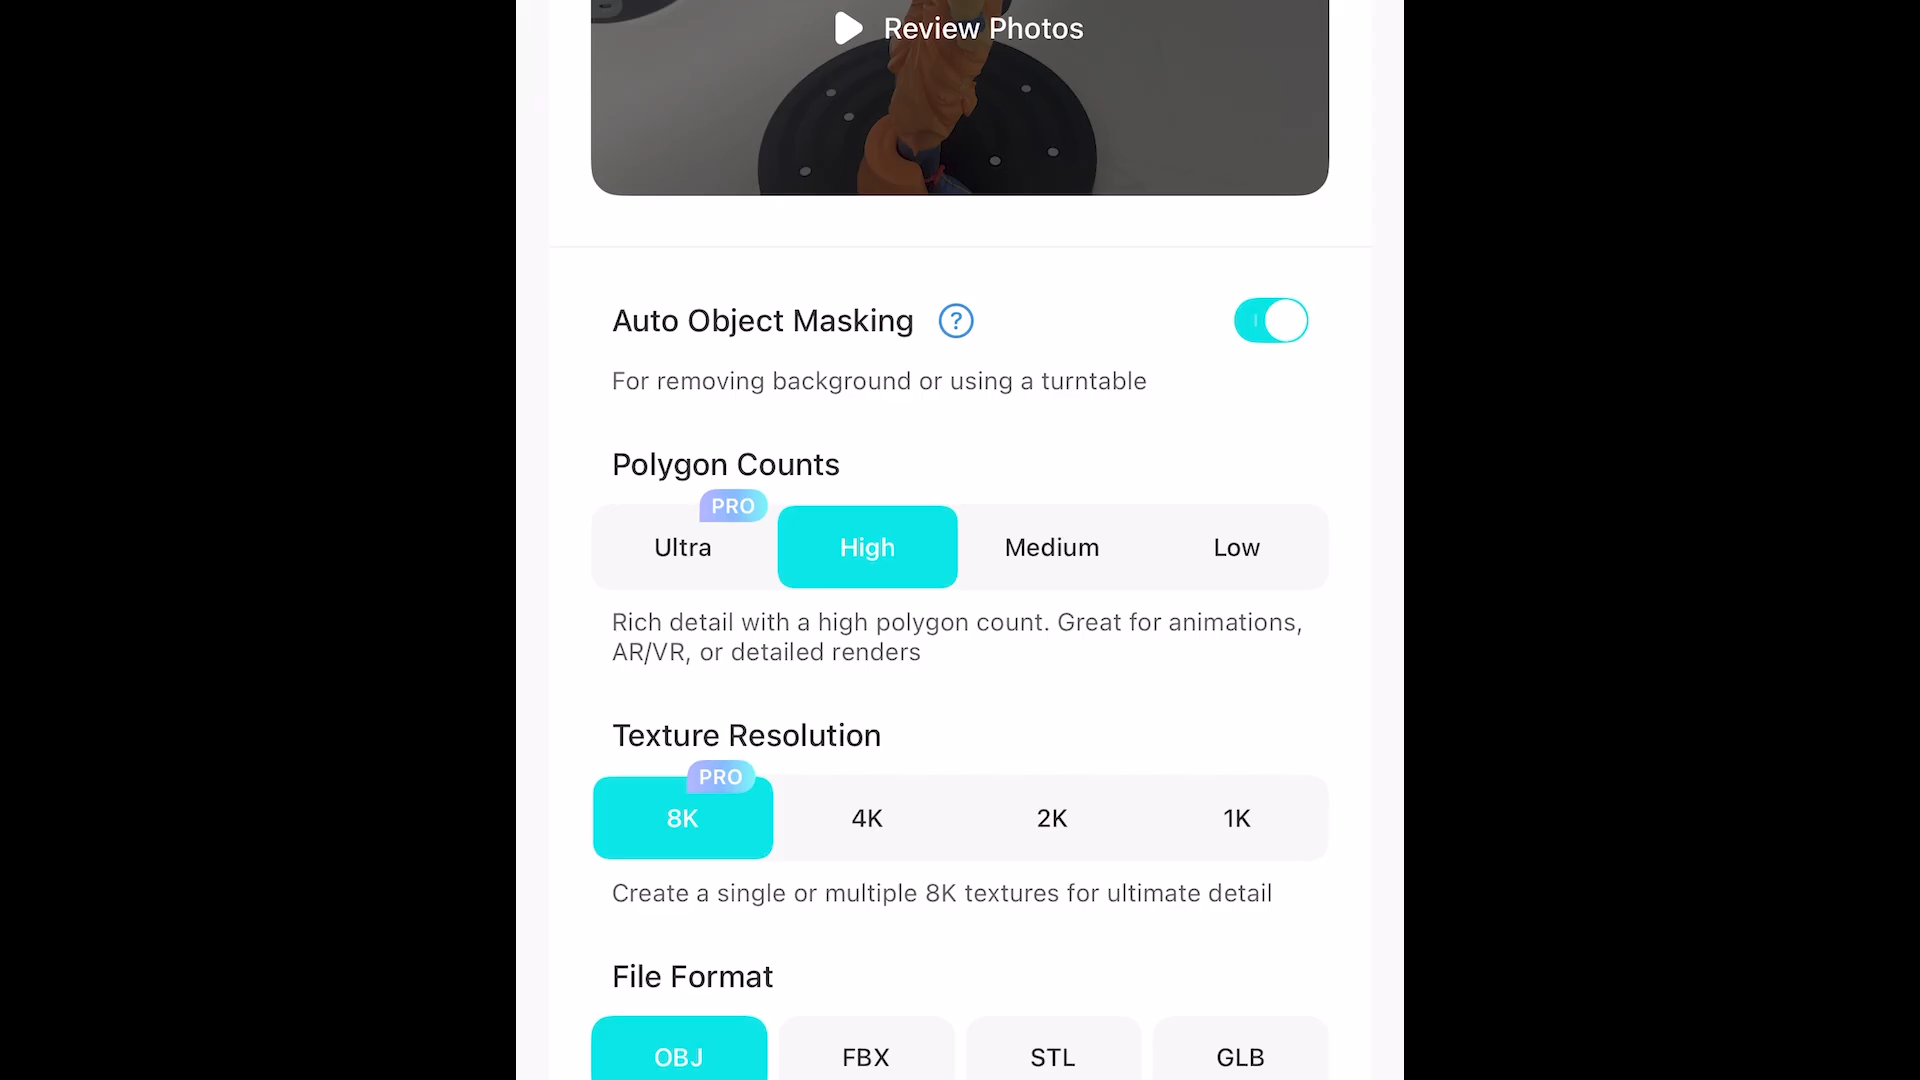 Review Photos
Auto Object Masking ?
For removing background or using a turntable
Polygon Counts
PRO
Ultra High Medium Low
Rich detail with a high polygon count. Great for animations,
AR/VR, or detailed renders
Texture Resolution
PRO
8K 4K 2K 1K
Create a single or multiple 8K textures for ultimate detail
File Format
OBJ FBX STL GLB